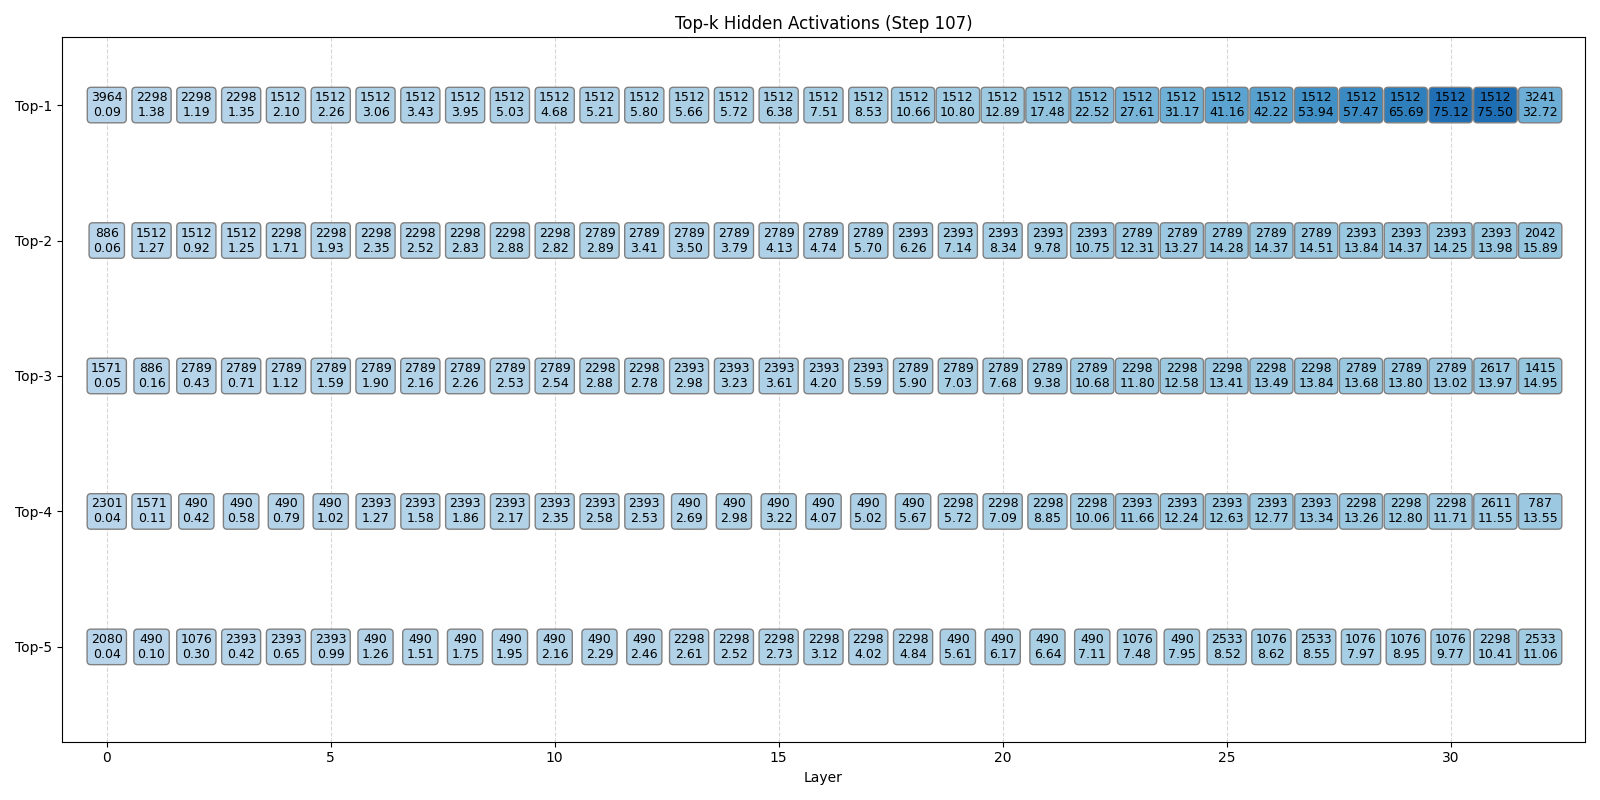 Top-k Hidden Activations (Step 107)
Top-1
3964 2298 2298 2298 1512 1512 1512 1512 1512 1512 1512 1512 1512 1512 1512 1512 1512 1512 1512 1512 1512 1512 1512 1512 1512 1512 1512 1512 1512 1512 1512 1512 3241
0.09 1.38 1.19 1.35 2.10 2.26 3.06 3.43 3.95 5.03 4.68 5.21 5.80 5.66 5.72 6.38 7.51 8.53 10.66 10.80 12.89 17.48 22.52 27.61 31.17 41.16 42.22 53.94 57.47 65.69 75.12 75.50 32.72
Top-2
886 1512 1512 1512 2298 2298 2298 2298 2298 2298 2298 2789 2789 2789 2789 2789 2789 2789 2393 2393 2393 2393 2393 2789 2789 2789 2789 2789 2393 2393 2393 2393 2042
0.06 1.27 0.92 1.25 1.71 1.93 2.35 2.52 2.83 2.88 2.82 2.89 3.41 3.50 3.79 4.13 4.74 5.70 6.26 7.14 8.34 9.78 10.75 12.31 13.27 14.28 14.37 14.51 13.84 14.37 14.25 13.98 15.89
Top-3
1571 886 2789 2789 2789 2789 2789 2789 2789 2789 2789 2298 2298 2393 2393 2393 2393 2393 2789 2789 2789 2789 2789 2298 2298 2298 2298 2298 2789 2789 2789 2617 1415
0.05 0.16 0.43 0.71 1.12 1.59 1.90 2.16 2.26 2.53 2.54 2.88 2.78 2.98 3.23 3.61 4.20 5.59 5.90 7.03 7.68 9.38 10.68 11.80 12.58 13.41 13.49 13.84 13.68 13.80 13.02 13.97 14.95
Top-4
2301 1571 490 490 490 490 2393 2393 2393 2393 2393 2393 2393 490 490 490 490 490 490 2298 2298 2298 2298 2393 2393 2393 2393 2393 2298 2298 2298 2611 787
0.04 0.11 0.42 0.58 0.79 1.02 1.27 1.58 1.86 2.17 2.35 2.58 2.53 2.69 2.98 3.22 4.07 5.02 5.67 5.72 7.09 8.85 10.06 11.66 12.24 12.63 12.77 13.34 13.26 12.80 11.71 11.55 13.55
Top-5
2080 490 1076 2393 2393 2393 490 490 490 490 490 490 490 2298 2298 2298 2298 2298 2298 490 490 490 490 1076 490 2533 1076 2533 1076 1076 1076 2298 2533
0.04 0.10 0.30 0.42 0.65 0.99 1.26 1.51 1.75 1.95 2.16 2.29 2.46 2.61 2.52 2.73 3.12 4.02 4.84 5.61 6.17 6.64 7.11 7.48 7.95 8.52 8.62 8.55 7.97 8.95 9.77 10.41 11.06
0 5 10 15 20 25 30
Layer